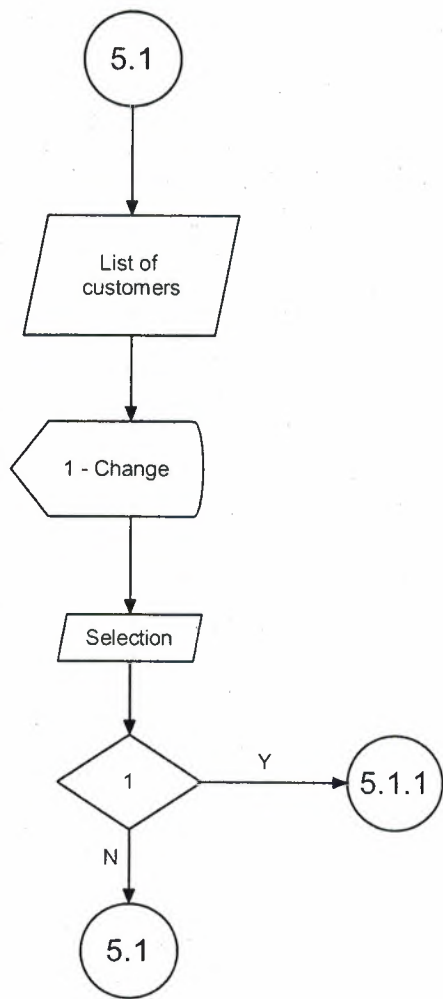 5.1
List of
customers
1 - Change
Selection
1
Y
5.1.1
N
5.1